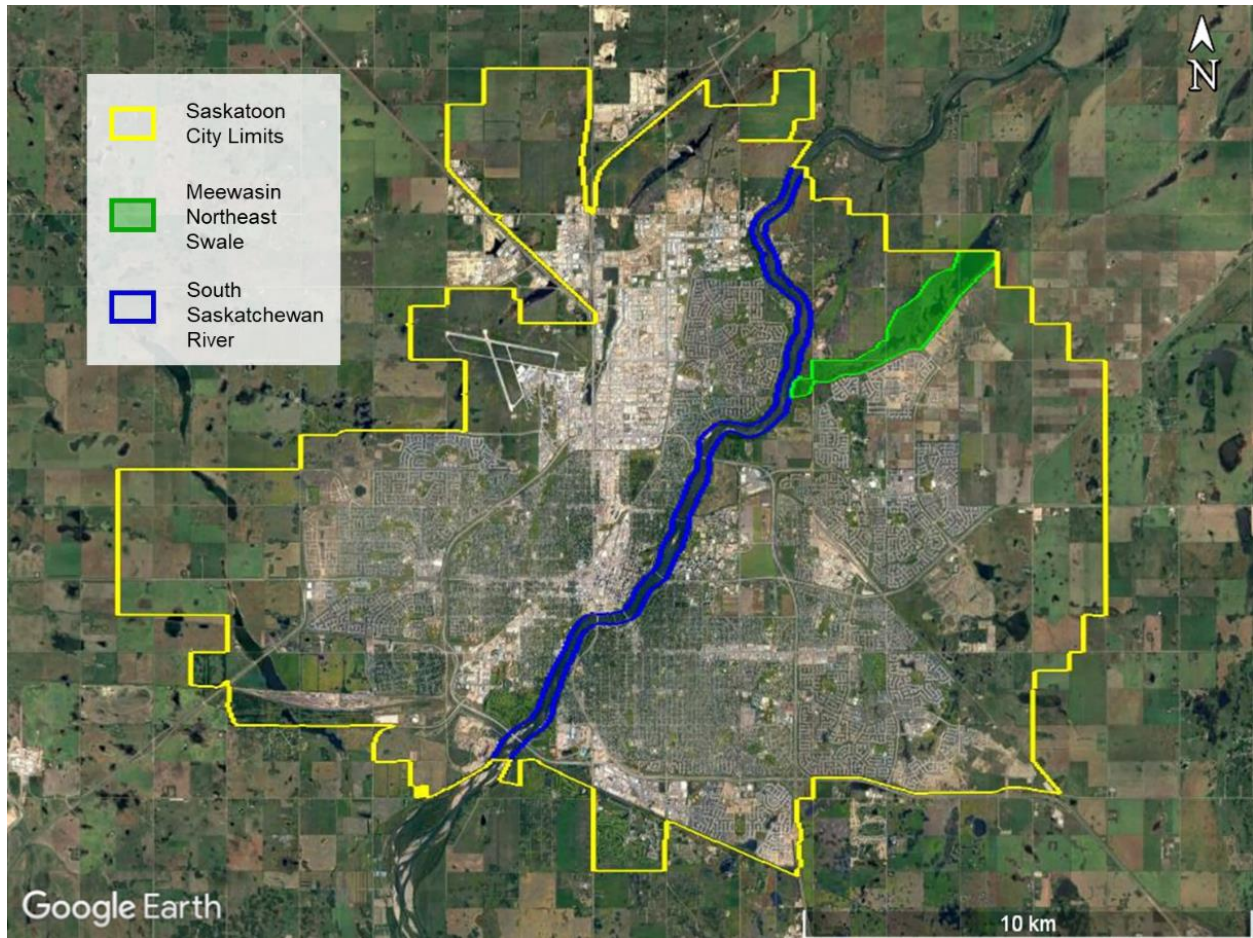 Saskatoon
City Limits
Meewasin
Northeast
Swale
South
Saskatchewan
River
N
Google Earth
10 km